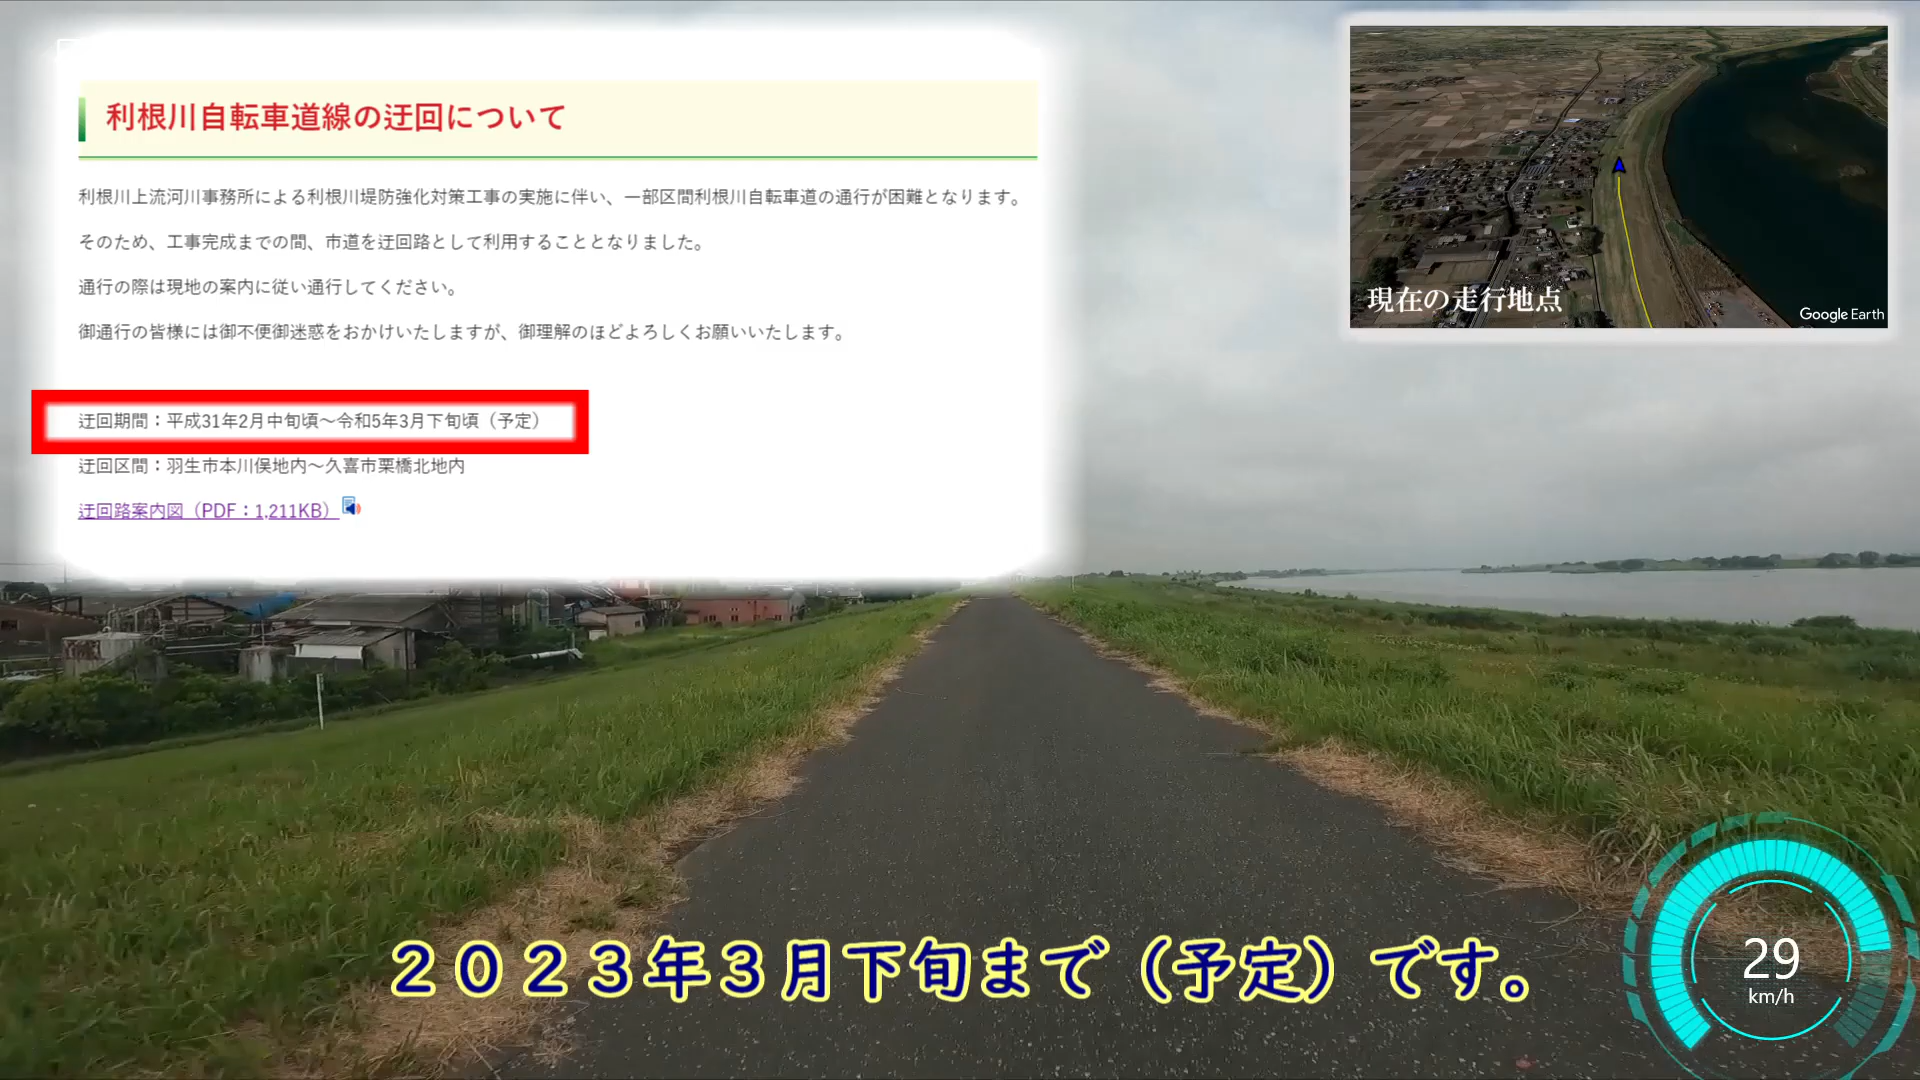 利根川自転車道線の迂回について
利根川上流河川事務所による利根川堤防強化対策工事の実施に伴い、一部区間利根川自転車道の通行が困難となります。
そのため、工事完成までの間、市道を迂回路として利用することとなりました。
通行の際は現地の案内に従い通行してください。
御通行の皆様には御不便御迷惑をおかけいたしますが、御理解のほどよろしくお願いいたします。
迂回期間：平成31年2月中旬頃～令和5年3月下旬頃（予定）
迂回区間：羽生市本川俣地内～久喜市栗橋北地内
迂回路案内図（PDF：1,211KB）
現在の走行地点
Google Earth
２０２３年３月下旬まで（予定）です。
29
km/h